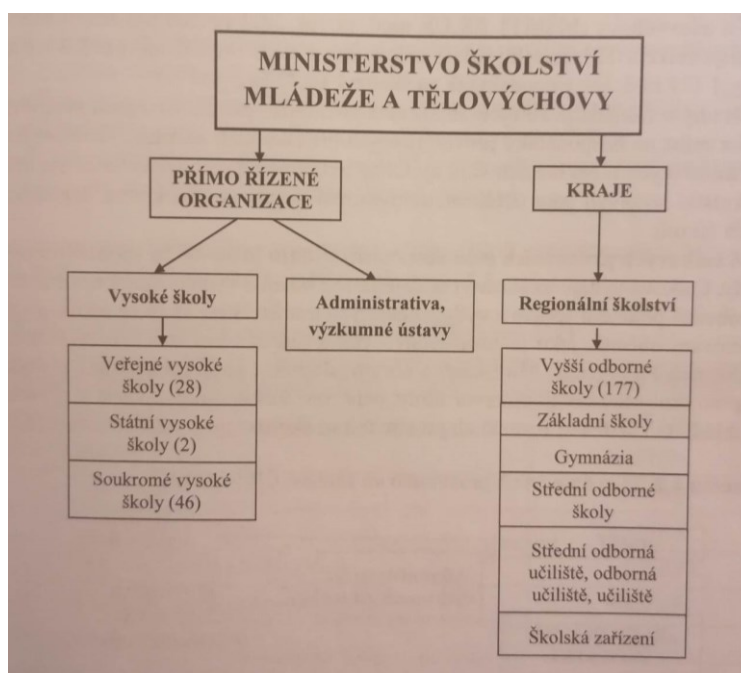 MINISTERSTVO ŠKOLSTVÍ
MLÁDEŽE A TĚLOVÝCHOVY
PŘÍMO ŘÍZENÉ
ORGANIZACE
KRAJE
Vysoké školy
Administrativa,
výzkumné ústavy
Regionální školství
Veřejné vysoké
školy (28)
Státní vysoké
školy (2)
Soukromé vysoké
školy (46)
Vyšší odborné
školy (177)
Základní školy
Gymnázia
Střední odborné
školy
Střední odborná
učiliště, odborná
učiliště, učiliště
Školská zařízení